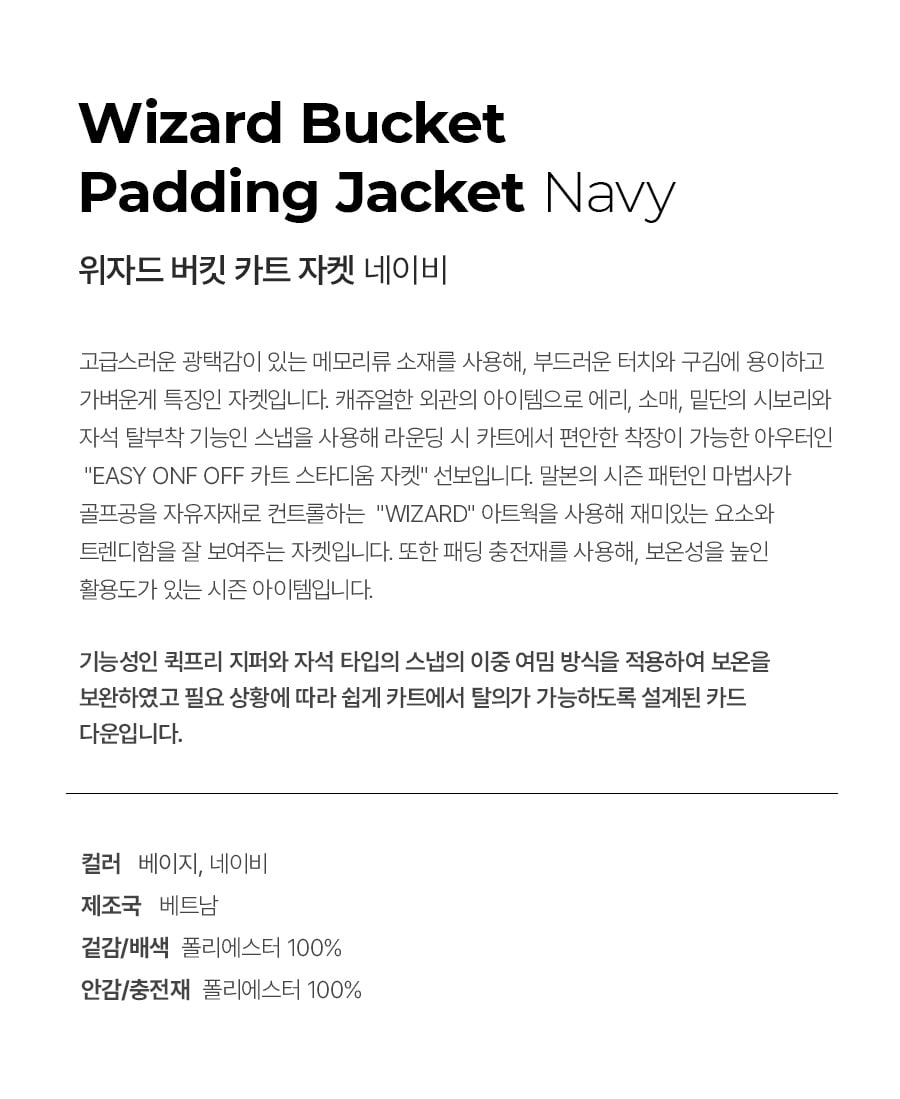 Wizard Bucket
Padding Jacket Navy
위자드 버킷 카트 자켓 네이비
고급스러운 광택감이 있는 메모리류 소재를 사용해, 부드러운 터치와 구김에 용이하고
가벼운게 특징인 자켓입니다. 캐쥬얼한 외관의 아이템으로 에리, 소매, 밑단의 시보리와
자석 탈부착 기능인 스냅을 사용해 라운딩 시 카트에서 편안한 착장이 가능한 아우터인
"EASY ONF OFF 카트 스타디움 자켓" 선보입니다. 말본의 시즌 패턴인 마법사가
골프공을 자유자재로 컨트롤하는 "WIZARD" 아트웍을 사용해 재미있는 요소와
트렌디함을 잘 보여주는 자켓입니다. 또한 패딩 충전재를 사용해, 보온성을 높인
활용도가 있는 시즌 아이템입니다.
기능성인 퀵프리 지퍼와 자석 타입의 스냅의 이중 여밈 방식을 적용하여 보온을
보완하였고 필요 상황에 따라 쉽게 카트에서 탈의가 가능하도록 설계된 카드
다운입니다.
컬러 베이지, 네이비
제조국 베트남
겉감/배색 폴리에스터 100%
안감/충전재 폴리에스터 100%